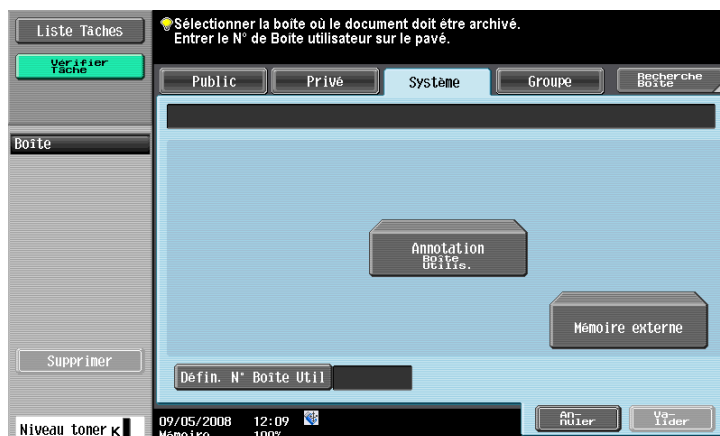 Liste Tâches
Vérifier
Tâche
Sélectionner la boîte où le document doit être archivé.
Entrer le N° de Boîte utilisateur sur le pavé.
Public
Privé
Système
Groupe
Recherche
Boîte
Boîte
Annotation
Boîte
Utilis.
Mémoire externe
Supprimer
Défin. N° Boîte Util
An-
nuler
Va-
lider
Niveau toner K
09/05/2008 12:09
Mémoire 100%